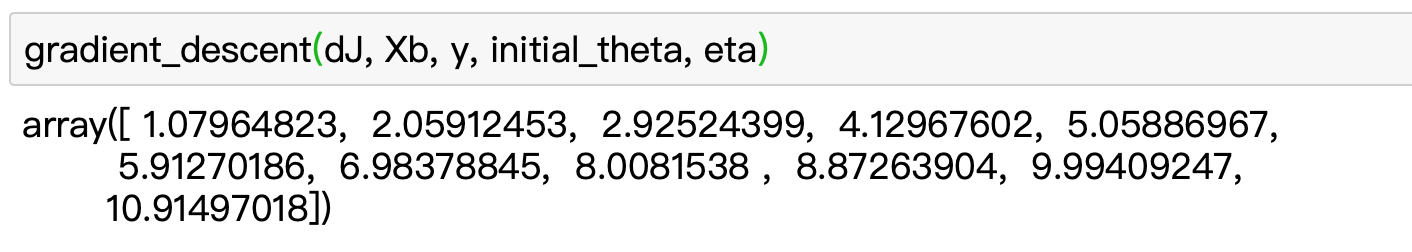 gradient_descent(dJ, Xb, y, initial_theta, eta)
array([ 1.07964823, 2.05912453, 2.92524399, 4.12967602, 5.05886967,
5.91270186, 6.98378845, 8.0081538 , 8.87263904, 9.99409247,
10.91497018])